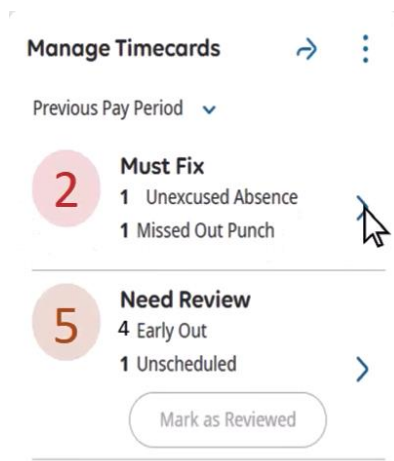 Manage Timecards
Previous Pay Period
2
Must Fix
1 Unexcused Absence
1 Missed Out Punch
5
Need Review
4 Early Out
1 Unscheduled
Mark as Reviewed